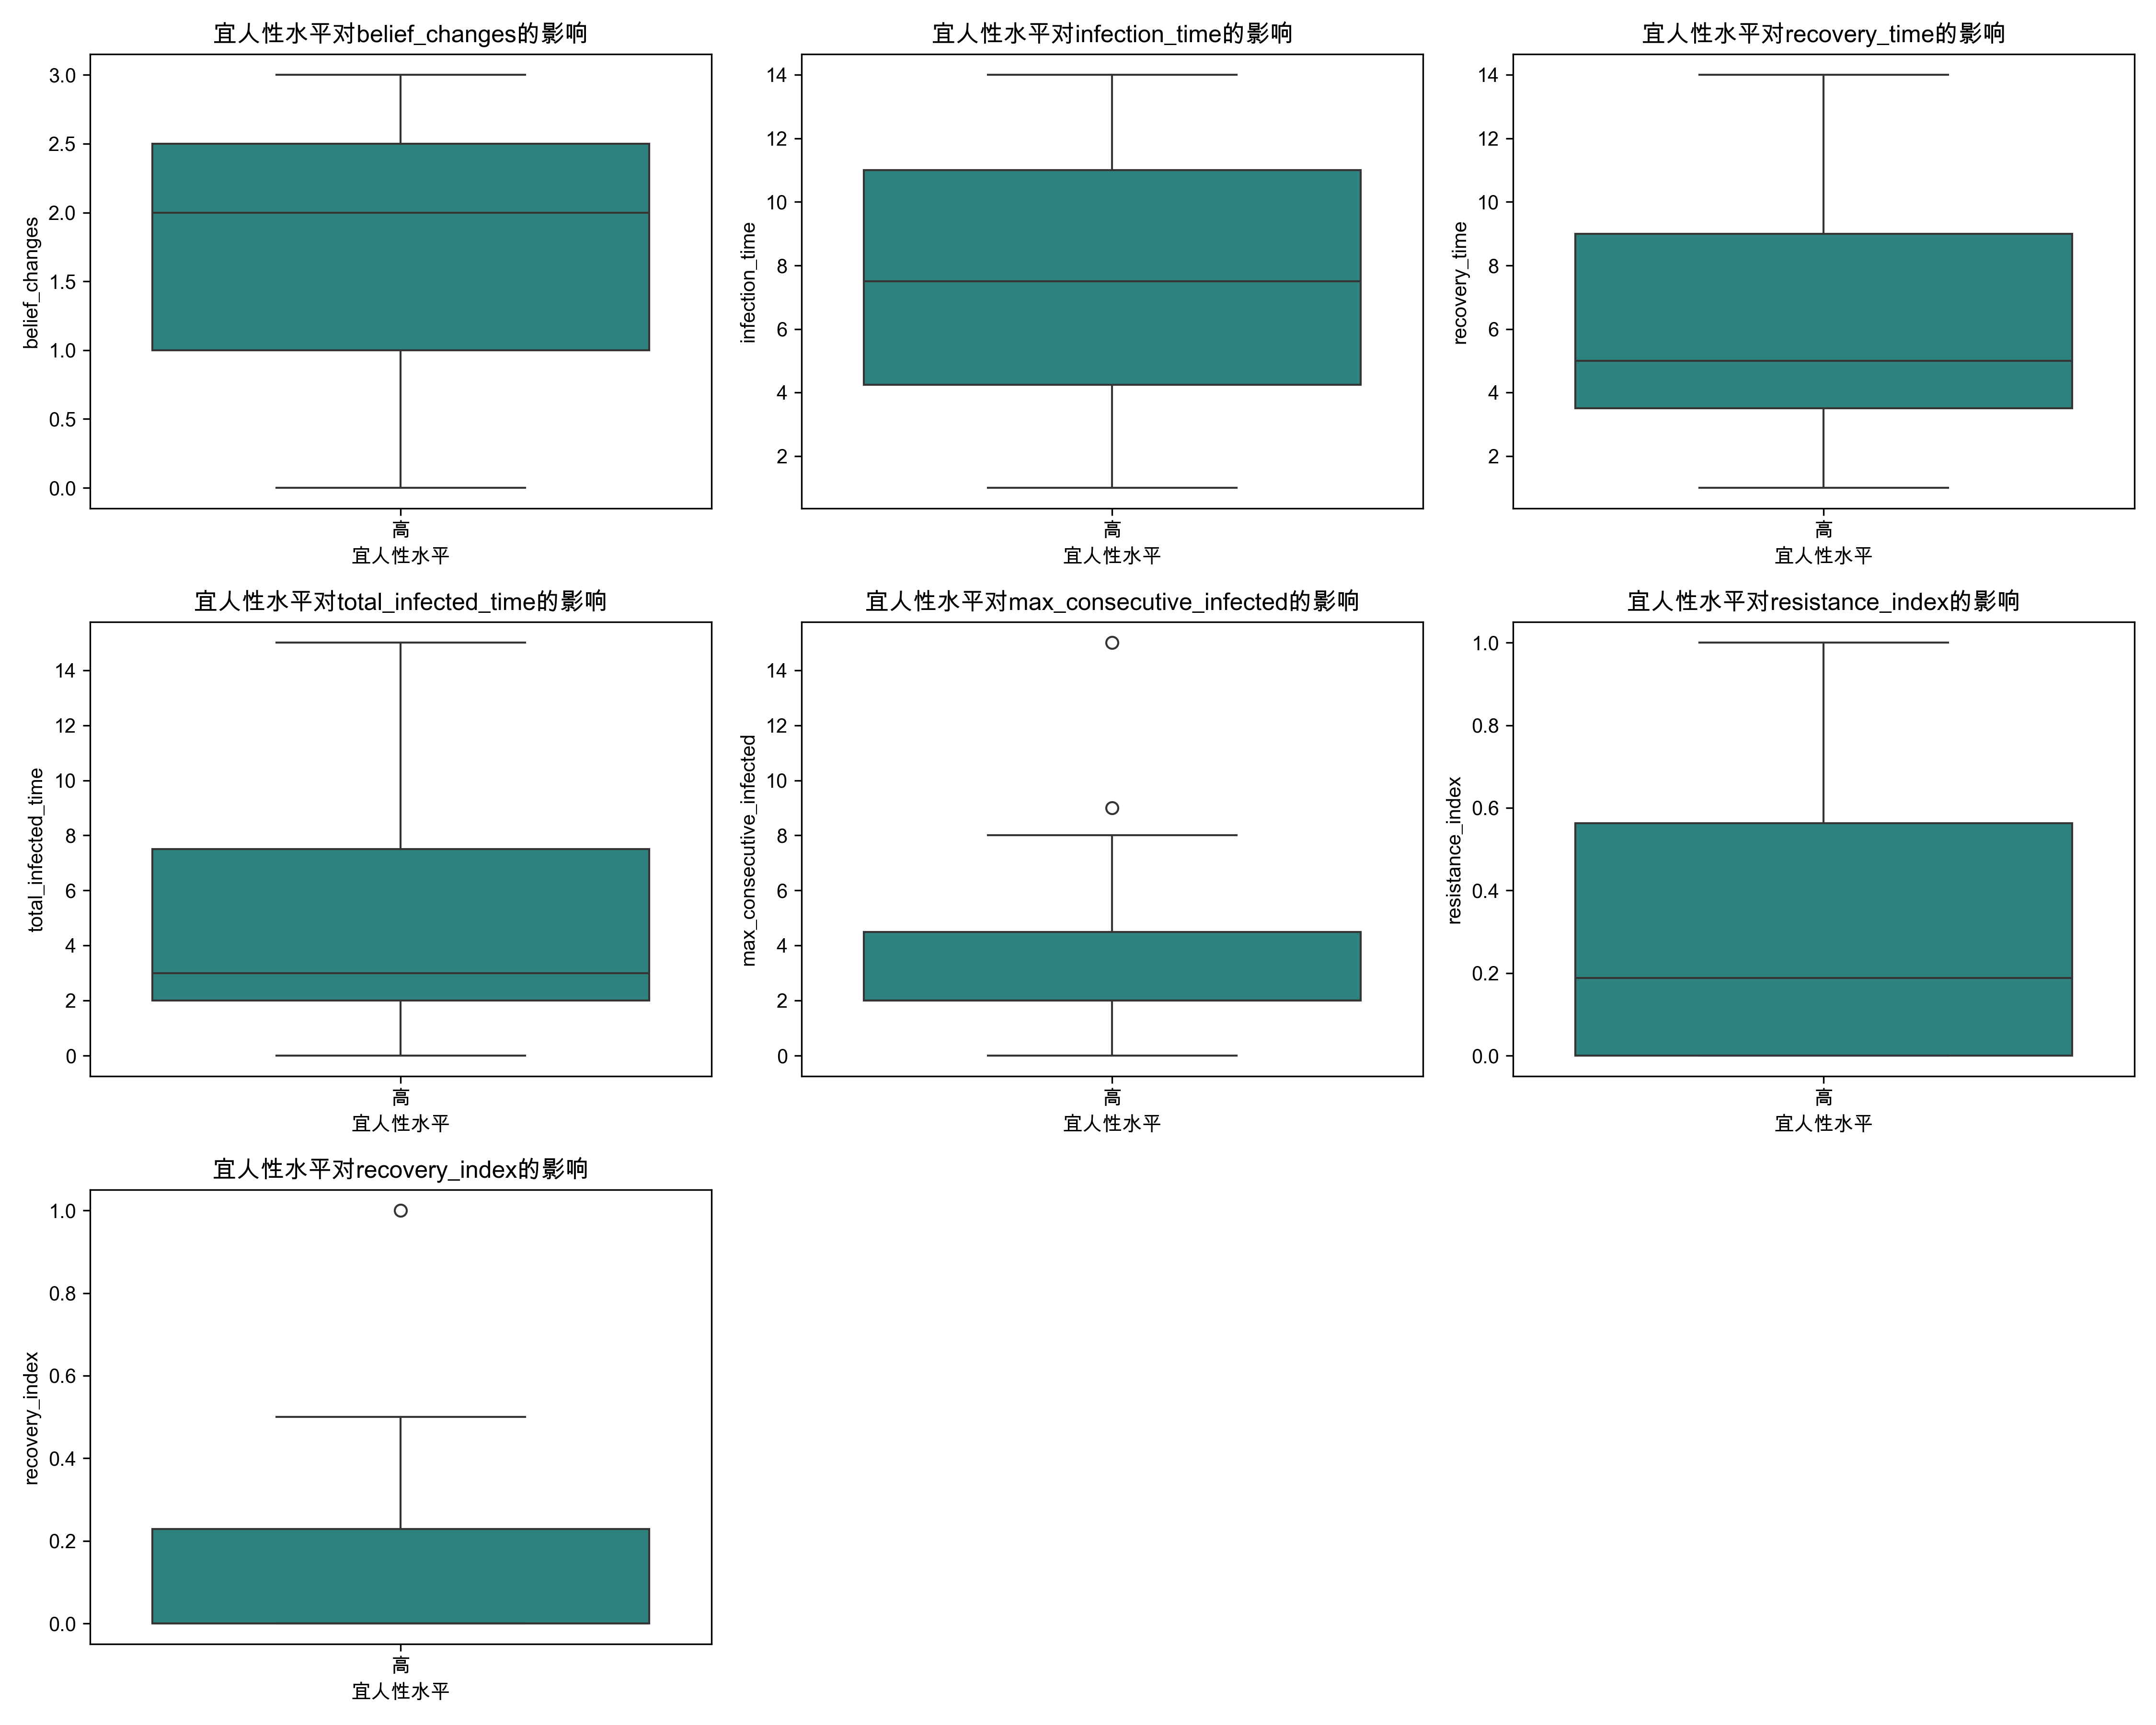 宜人性水平对belief_changes的影响
3.0
2.5
2.0
1.5
1.0
0.5
0.0
belief_changes
高
宜人性水平
宜人性水平对infection_time的影响
14
12
10
8
6
4
2
infection_time
高
宜人性水平
宜人性水平对recovery_time的影响
14
12
10
8
6
4
2
recovery_time
高
宜人性水平
宜人性水平对total_infected_time的影响
14
12
10
8
6
4
2
0
total_infected_time
高
宜人性水平
宜人性水平对max_consecutive_infected的影响
14
12
10
8
6
4
2
0
max_consecutive_infected
高
宜人性水平
宜人性水平对resistance_index的影响
1.0
0.8
0.6
0.4
0.2
0.0
resistance_index
高
宜人性水平
宜人性水平对recovery_index的影响
1.0
0.8
0.6
0.4
0.2
0.0
recovery_index
高
宜人性水平